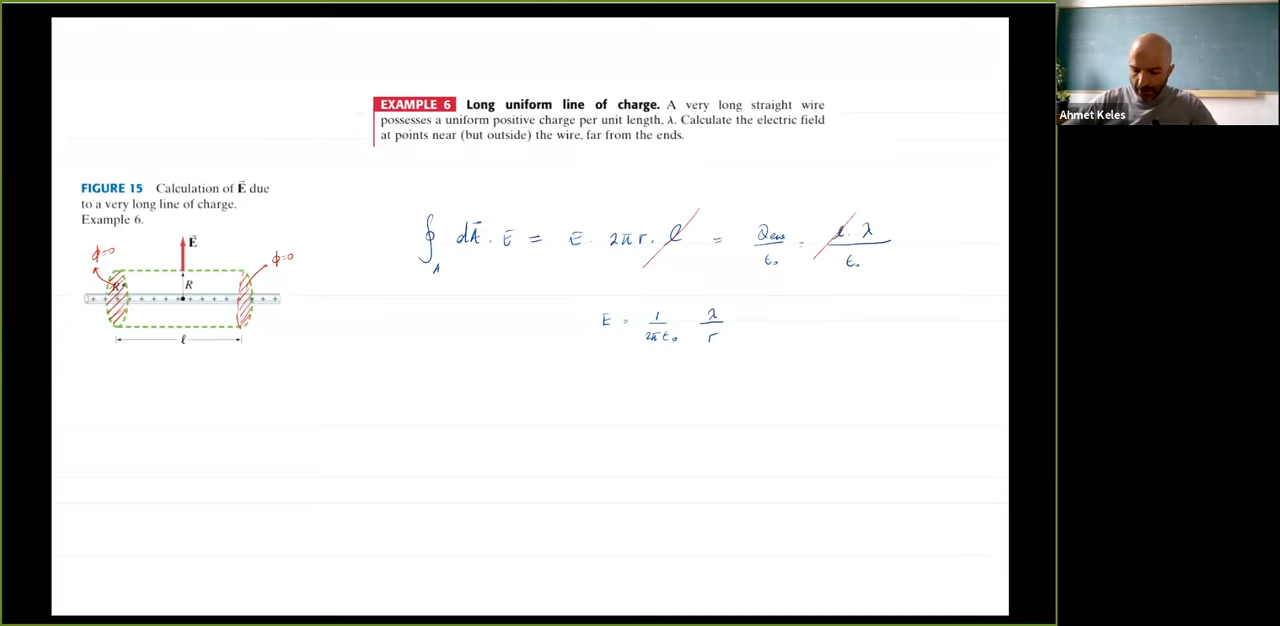 EXAMPLE 6 Long uniform line of charge. A very long straight wire
possesses a uniform positive charge per unit length, λ. Calculate the electric field
at points near (but outside) the wire, far from the ends.
Ahmet Keles
FIGURE 15 Calculation of E⃗ due
to a very long line of charge.
Example 6.
ϕ=0
E⃗
ϕ=0
R
ℓ
∮_A dA⃗ . E = E . 2πr . ℓ = Qenc/ε₀ = ℓ . λ/ε₀
E = 1/2πε₀ λ/r